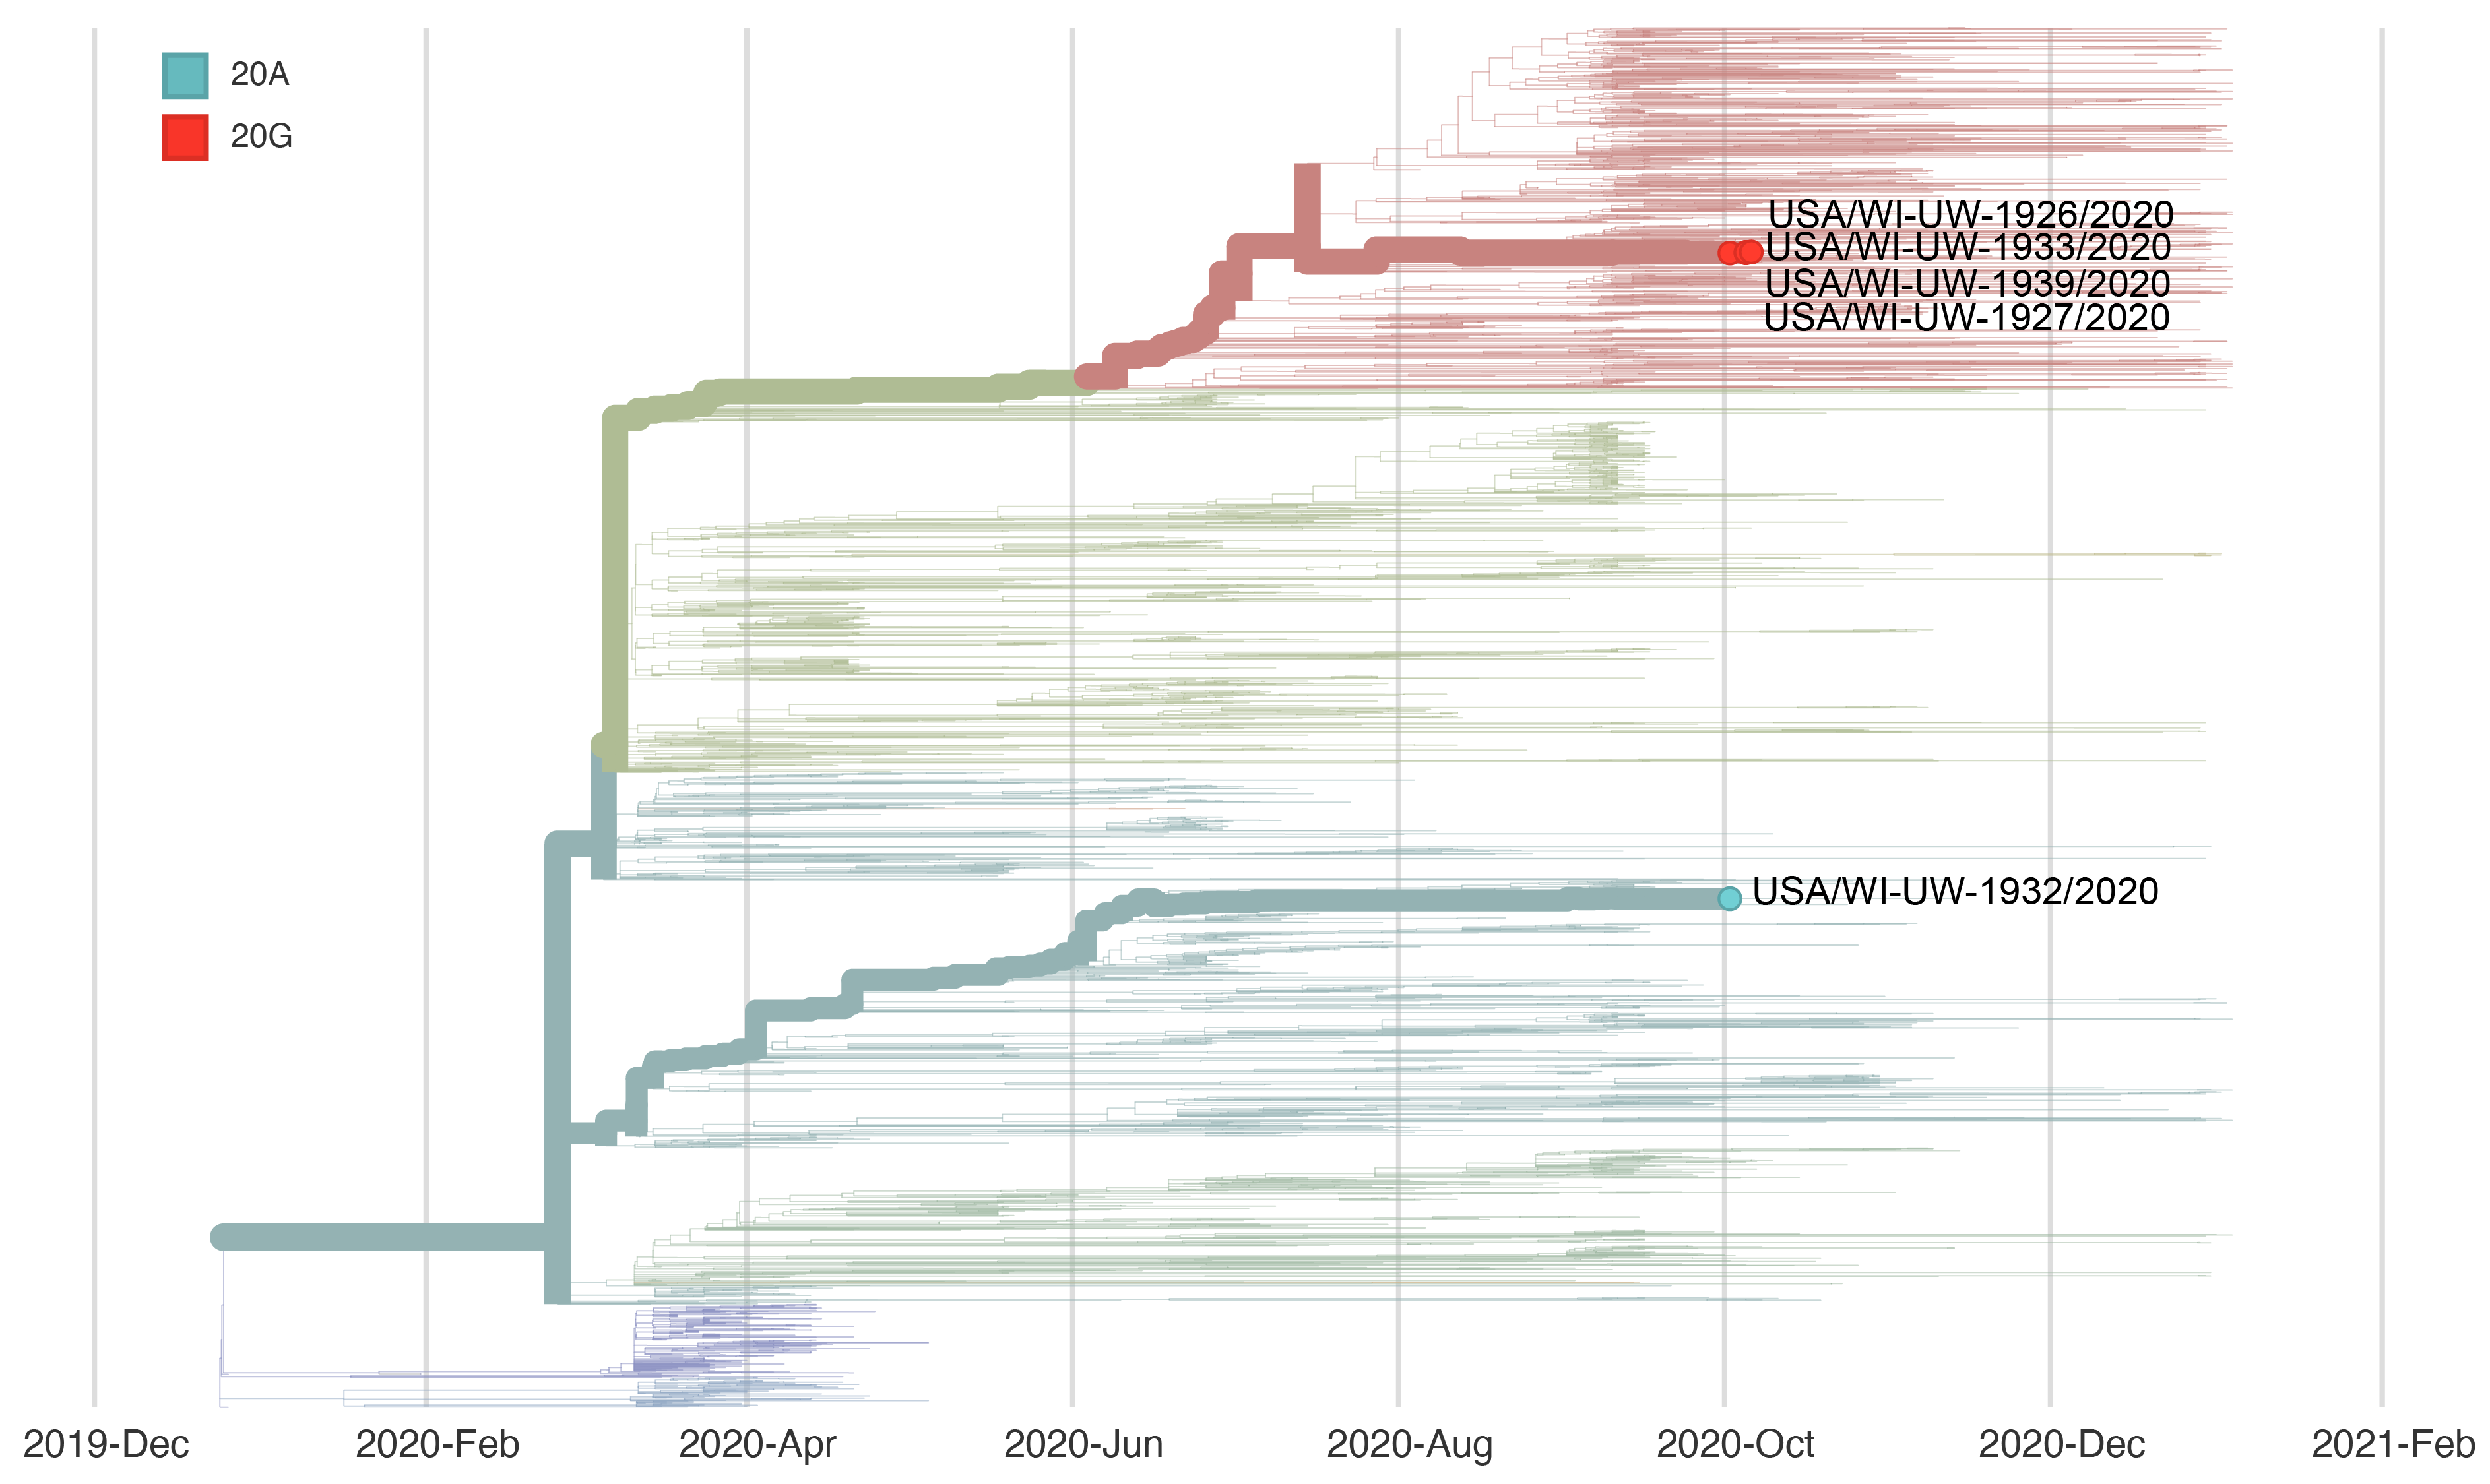 20A
20G
USA/WI-UW-1926/2020
USA/WI-UW-1933/2020
USA/WI-UW-1939/2020
USA/WI-UW-1927/2020
USA/WI-UW-1932/2020
2019-Dec 2020-Feb 2020-Apr 2020-Jun 2020-Aug 2020-Oct 2020-Dec 2021-Feb